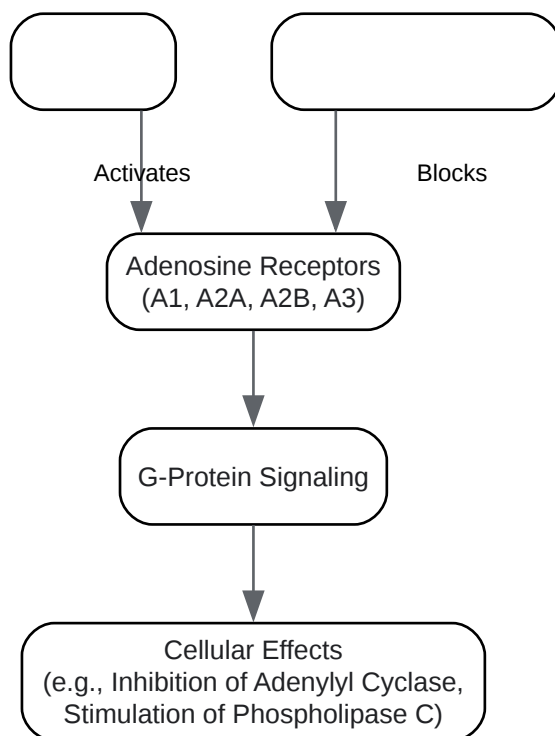 Activates
Blocks
Adenosine Receptors
(A1, A2A, A2B, A3)
G-Protein Signaling
Cellular Effects
(e.g., Inhibition of Adenylyl Cyclase,
Stimulation of Phospholipase C)